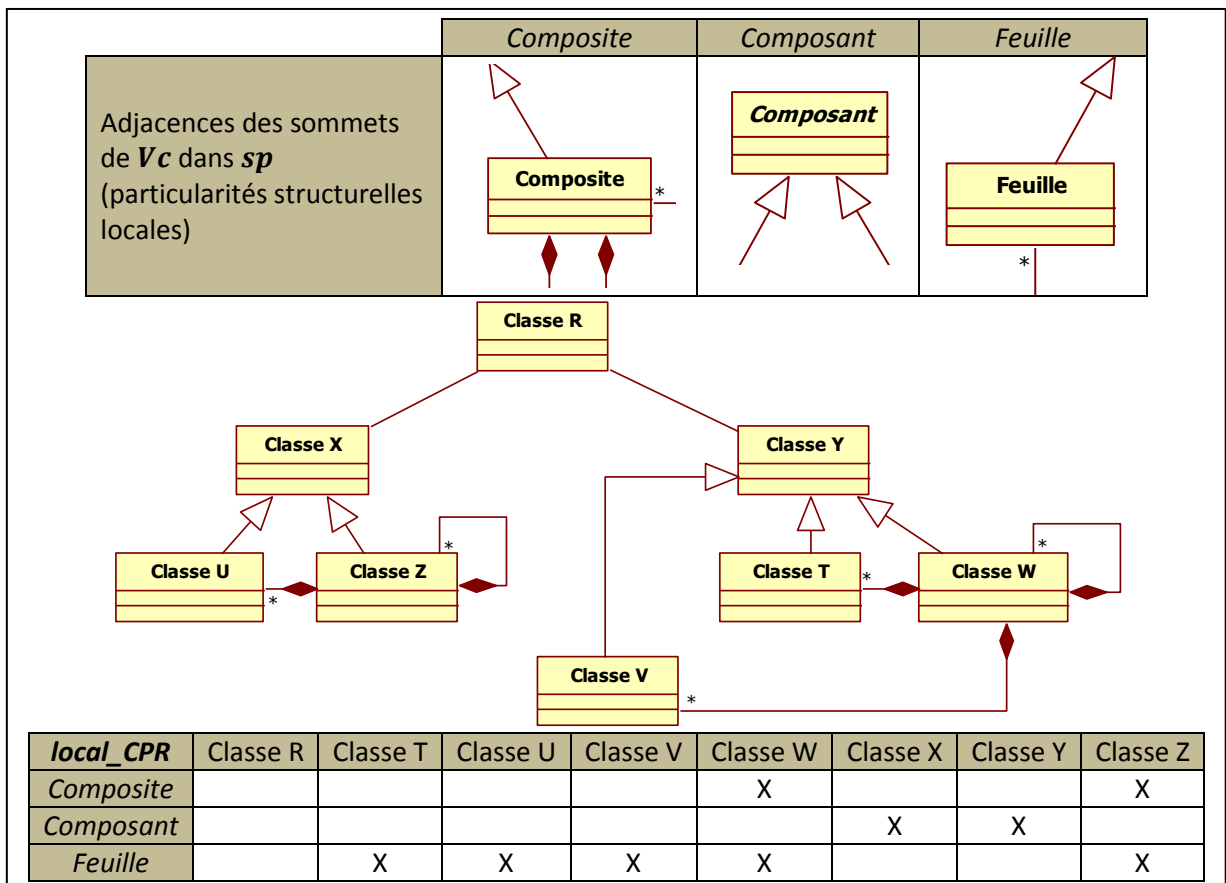 Composite Composant Feuille
Adjacences des sommets
de Vc dans sp
(particularités structurelles
locales)
Composite
*
Composant
Feuille
*
Classe R
Classe X
Classe Y
Classe U
*
Classe Z
*
Classe T
*
Classe W
*
Classe V
*
local_CPR Classe R Classe T Classe U Classe V Classe W Classe X Classe Y Classe Z
Composite X X
Composant X X
Feuille X X X X X